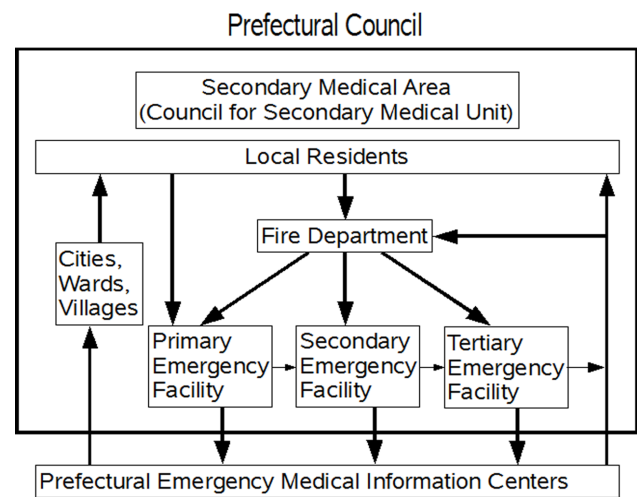 Prefectural Council
Secondary Medical Area
(Council for Secondary Medical Unit)
Local Residents
Fire Department
Cities,
Wards,
Villages
Primary
Emergency
Facility
Secondary
Emergency
Facility
Tertiary
Emergency
Facility
Prefectural Emergency Medical Information Centers